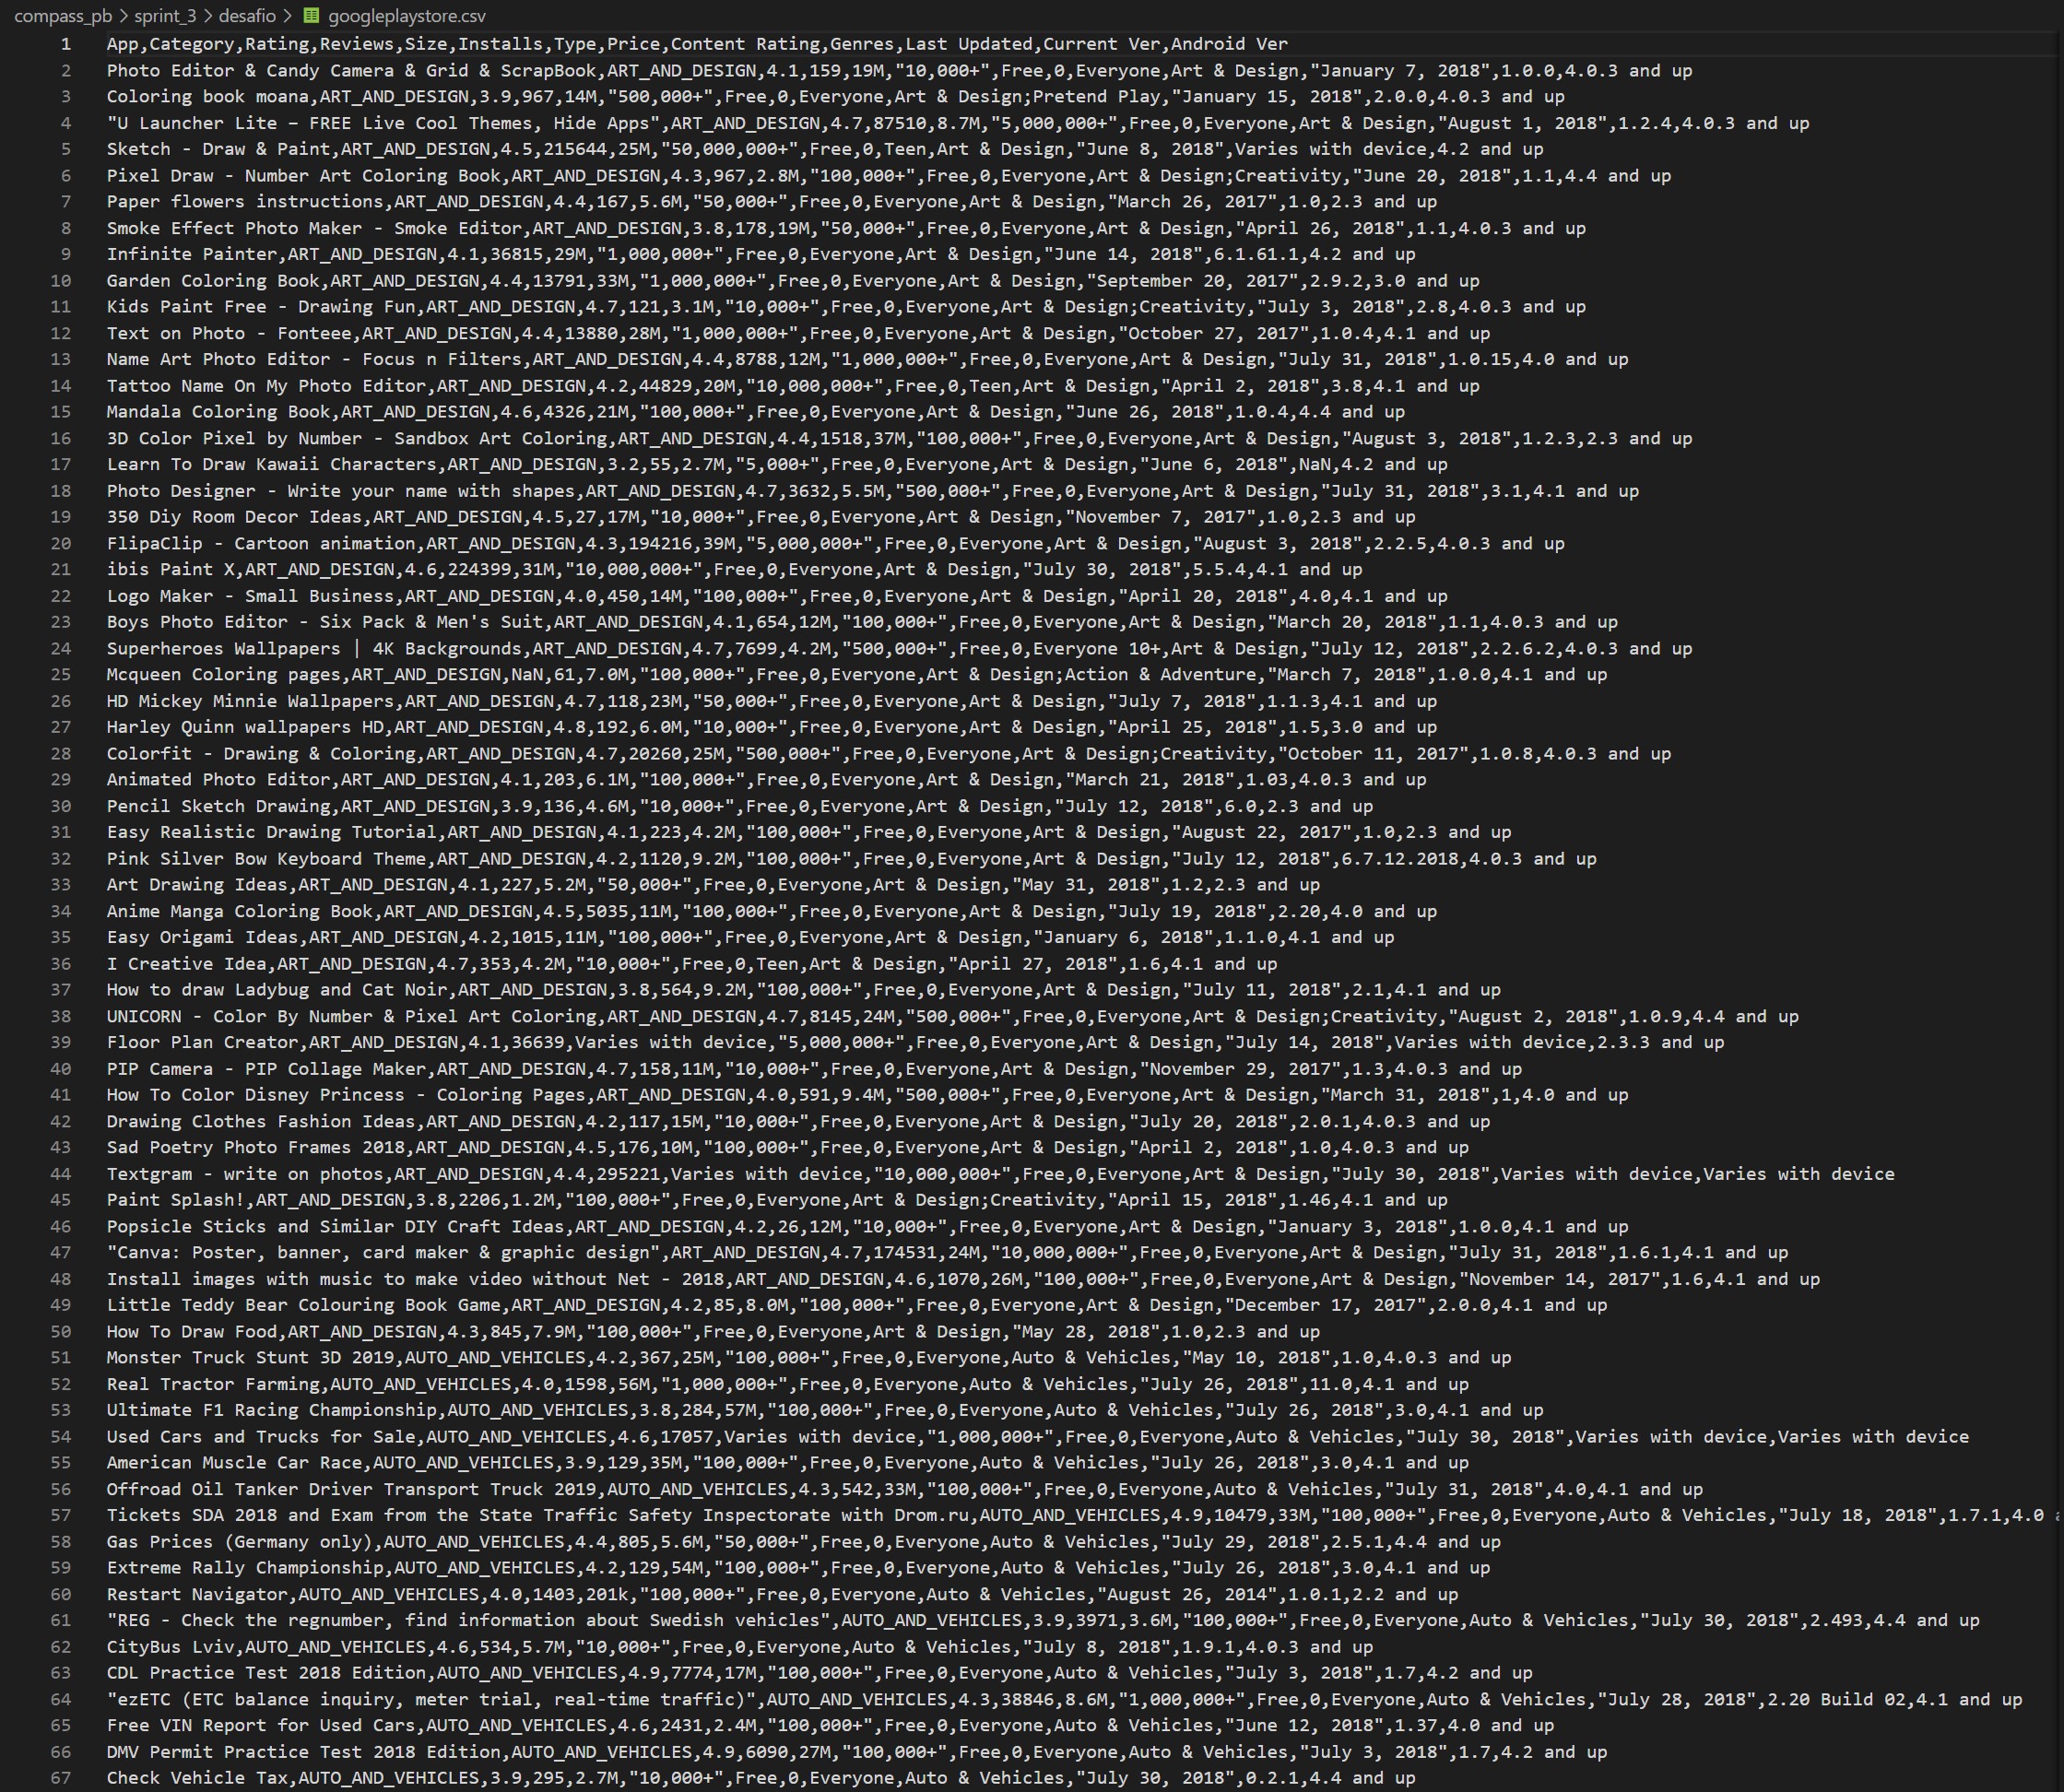 compass_pb > sprint_3 > desafio > googleplaystore.csv
1 App,Category,Rating,Reviews,Size,Installs,Type,Price,Content Rating,Genres,Last Updated,Current Ver,Android Ver
2 Photo Editor & Candy Camera & Grid & ScrapBook,ART_AND_DESIGN,4.1,159,19M,"10,000+",Free,0,Everyone,Art & Design,"January 7, 2018",1.0.0,4.0.3 and up
3 Coloring book moana,ART_AND_DESIGN,3.9,967,14M,"500,000+",Free,0,Everyone,Art & Design;Pretend Play,"January 15, 2018",2.0.0,4.0.3 and up
4 "U Launcher Lite – FREE Live Cool Themes, Hide Apps",ART_AND_DESIGN,4.7,87510,8.7M,"5,000,000+",Free,0,Everyone,Art & Design,"August 1, 2018",1.2.4,4.0.3 and up
5 Sketch - Draw & Paint,ART_AND_DESIGN,4.5,215644,25M,"50,000,000+",Free,0,Teen,Art & Design,"June 8, 2018",Varies with device,4.2 and up
6 Pixel Draw - Number Art Coloring Book,ART_AND_DESIGN,4.3,967,2.8M,"100,000+",Free,0,Everyone,Art & Design;Creativity,"June 20, 2018",1.1,4.4 and up
7 Paper flowers instructions,ART_AND_DESIGN,4.4,167,5.6M,"50,000+",Free,0,Everyone,Art & Design,"March 26, 2017",1.0,2.3 and up
8 Smoke Effect Photo Maker - Smoke Editor,ART_AND_DESIGN,3.8,178,19M,"50,000+",Free,0,Everyone,Art & Design,"April 26, 2018",1.1,4.0.3 and up
9 Infinite Painter,ART_AND_DESIGN,4.1,36815,29M,"1,000,000+",Free,0,Everyone,Art & Design,"June 14, 2018",6.1.61.1,4.2 and up
10 Garden Coloring Book,ART_AND_DESIGN,4.4,13791,33M,"1,000,000+",Free,0,Everyone,Art & Design,"September 20, 2017",2.9.2,3.0 and up
11 Kids Paint Free - Drawing Fun,ART_AND_DESIGN,4.7,121,3.1M,"10,000+",Free,0,Everyone,Art & Design;Creativity,"July 3, 2018",2.8,4.0.3 and up
12 Text on Photo - Fonteee,ART_AND_DESIGN,4.4,13880,28M,"1,000,000+",Free,0,Everyone,Art & Design,"October 27, 2017",1.0.4,4.1 and up
13 Name Art Photo Editor - Focus n Filters,ART_AND_DESIGN,4.4,8788,12M,"1,000,000+",Free,0,Everyone,Art & Design,"July 31, 2018",1.0.15,4.0 and up
14 Tattoo Name On My Photo Editor,ART_AND_DESIGN,4.2,44829,20M,"10,000,000+",Free,0,Teen,Art & Design,"April 2, 2018",3.8,4.1 and up
15 Mandala Coloring Book,ART_AND_DESIGN,4.6,4326,21M,"100,000+",Free,0,Everyone,Art & Design,"June 26, 2018",1.0.4,4.4 and up
16 3D Color Pixel by Number - Sandbox Art Coloring,ART_AND_DESIGN,4.4,1518,37M,"100,000+",Free,0,Everyone,Art & Design,"August 3, 2018",1.2.3,2.3 and up
17 Learn To Draw Kawaii Characters,ART_AND_DESIGN,3.2,55,2.7M,"5,000+",Free,0,Everyone,Art & Design,"June 6, 2018",NaN,4.2 and up
18 Photo Designer - Write your name with shapes,ART_AND_DESIGN,4.7,3632,5.5M,"500,000+",Free,0,Everyone,Art & Design,"July 31, 2018",3.1,4.1 and up
19 350 Diy Room Decor Ideas,ART_AND_DESIGN,4.5,27,17M,"10,000+",Free,0,Everyone,Art & Design,"November 7, 2017",1.0,2.3 and up
20 FlipaClip - Cartoon animation,ART_AND_DESIGN,4.3,194216,39M,"5,000,000+",Free,0,Everyone,Art & Design,"August 3, 2018",2.2.5,4.0.3 and up
21 ibis Paint X,ART_AND_DESIGN,4.6,224399,31M,"10,000,000+",Free,0,Everyone,Art & Design,"July 30, 2018",5.5.4,4.1 and up
22 Logo Maker - Small Business,ART_AND_DESIGN,4.0,450,14M,"100,000+",Free,0,Everyone,Art & Design,"April 20, 2018",4.0,4.1 and up
23 Boys Photo Editor - Six Pack & Men's Suit,ART_AND_DESIGN,4.1,654,12M,"100,000+",Free,0,Everyone,Art & Design,"March 20, 2018",1.1,4.0.3 and up
24 Superheroes Wallpapers | 4K Backgrounds,ART_AND_DESIGN,4.7,7699,4.2M,"500,000+",Free,0,Everyone 10+,Art & Design,"July 12, 2018",2.2.6.2,4.0.3 and up
25 Mcqueen Coloring pages,ART_AND_DESIGN,NaN,61,7.0M,"100,000+",Free,0,Everyone,Art & Design;Action & Adventure,"March 7, 2018",1.0.0,4.1 and up
26 HD Mickey Minnie Wallpapers,ART_AND_DESIGN,4.7,118,23M,"50,000+",Free,0,Everyone,Art & Design,"July 7, 2018",1.1.3,4.1 and up
27 Harley Quinn wallpapers HD,ART_AND_DESIGN,4.8,192,6.0M,"10,000+",Free,0,Everyone,Art & Design,"April 25, 2018",1.5,3.0 and up
28 Colorfit - Drawing & Coloring,ART_AND_DESIGN,4.7,20260,25M,"500,000+",Free,0,Everyone,Art & Design;Creativity,"October 11, 2017",1.0.8,4.0.3 and up
29 Animated Photo Editor,ART_AND_DESIGN,4.1,203,6.1M,"100,000+",Free,0,Everyone,Art & Design,"March 21, 2018",1.03,4.0.3 and up
30 Pencil Sketch Drawing,ART_AND_DESIGN,3.9,136,4.6M,"10,000+",Free,0,Everyone,Art & Design,"July 12, 2018",6.0,2.3 and up
31 Easy Realistic Drawing Tutorial,ART_AND_DESIGN,4.1,223,4.2M,"100,000+",Free,0,Everyone,Art & Design,"August 22, 2017",1.0,2.3 and up
32 Pink Silver Bow Keyboard Theme,ART_AND_DESIGN,4.2,1120,9.2M,"100,000+",Free,0,Everyone,Art & Design,"July 12, 2018",6.7.12.2018,4.0.3 and up
33 Art Drawing Ideas,ART_AND_DESIGN,4.1,227,5.2M,"50,000+",Free,0,Everyone,Art & Design,"May 31, 2018",1.2,2.3 and up
34 Anime Manga Coloring Book,ART_AND_DESIGN,4.5,5035,11M,"100,000+",Free,0,Everyone,Art & Design,"July 19, 2018",2.20,4.0 and up
35 Easy Origami Ideas,ART_AND_DESIGN,4.2,1015,11M,"100,000+",Free,0,Everyone,Art & Design,"January 6, 2018",1.1.0,4.1 and up
36 I Creative Idea,ART_AND_DESIGN,4.7,353,4.2M,"10,000+",Free,0,Teen,Art & Design,"April 27, 2018",1.6,4.1 and up
37 How to draw Ladybug and Cat Noir,ART_AND_DESIGN,3.8,564,9.2M,"100,000+",Free,0,Everyone,Art & Design,"July 11, 2018",2.1,4.1 and up
38 UNICORN - Color By Number & Pixel Art Coloring,ART_AND_DESIGN,4.7,8145,24M,"500,000+",Free,0,Everyone,Art & Design;Creativity,"August 2, 2018",1.0.9,4.4 and up
39 Floor Plan Creator,ART_AND_DESIGN,4.1,36639,Varies with device,"5,000,000+",Free,0,Everyone,Art & Design,"July 14, 2018",Varies with device,2.3.3 and up
40 PIP Camera - PIP Collage Maker,ART_AND_DESIGN,4.7,158,11M,"10,000+",Free,0,Everyone,Art & Design,"November 29, 2017",1.3,4.0.3 and up
41 How To Color Disney Princess - Coloring Pages,ART_AND_DESIGN,4.0,591,9.4M,"500,000+",Free,0,Everyone,Art & Design,"March 31, 2018",1,4.0 and up
42 Drawing Clothes Fashion Ideas,ART_AND_DESIGN,4.2,117,15M,"10,000+",Free,0,Everyone,Art & Design,"July 20, 2018",2.0.1,4.0.3 and up
43 Sad Poetry Photo Frames 2018,ART_AND_DESIGN,4.5,176,10M,"100,000+",Free,0,Everyone,Art & Design,"April 2, 2018",1.0,4.0.3 and up
44 Textgram - write on photos,ART_AND_DESIGN,4.4,295221,Varies with device,"10,000,000+",Free,0,Everyone,Art & Design,"July 30, 2018",Varies with device,Varies with device
45 Paint Splash!,ART_AND_DESIGN,3.8,2206,1.2M,"100,000+",Free,0,Everyone,Art & Design;Creativity,"April 15, 2018",1.46,4.1 and up
46 Popsicle Sticks and Similar DIY Craft Ideas,ART_AND_DESIGN,4.2,26,12M,"10,000+",Free,0,Everyone,Art & Design,"January 3, 2018",1.0.0,4.1 and up
47 "Canva: Poster, banner, card maker & graphic design",ART_AND_DESIGN,4.7,174531,24M,"10,000,000+",Free,0,Everyone,Art & Design,"July 31, 2018",1.6.1,4.1 and up
48 Install images with music to make video without Net - 2018,ART_AND_DESIGN,4.6,1070,26M,"100,000+",Free,0,Everyone,Art & Design,"November 14, 2017",1.6,4.1 and up
49 Little Teddy Bear Colouring Book Game,ART_AND_DESIGN,4.2,85,8.0M,"100,000+",Free,0,Everyone,Art & Design,"December 17, 2017",2.0.0,4.1 and up
50 How To Draw Food,ART_AND_DESIGN,4.3,845,7.9M,"100,000+",Free,0,Everyone,Art & Design,"May 28, 2018",1.0,2.3 and up
51 Monster Truck Stunt 3D 2019,AUTO_AND_VEHICLES,4.2,367,25M,"100,000+",Free,0,Everyone,Auto & Vehicles,"May 10, 2018",1.0,4.0.3 and up
52 Real Tractor Farming,AUTO_AND_VEHICLES,4.0,1598,56M,"1,000,000+",Free,0,Everyone,Auto & Vehicles,"July 26, 2018",11.0,4.1 and up
53 Ultimate F1 Racing Championship,AUTO_AND_VEHICLES,3.8,284,57M,"100,000+",Free,0,Everyone,Auto & Vehicles,"July 26, 2018",3.0,4.1 and up
54 Used Cars and Trucks for Sale,AUTO_AND_VEHICLES,4.6,17057,Varies with device,"1,000,000+",Free,0,Everyone,Auto & Vehicles,"July 30, 2018",Varies with device,Varies with device
55 American Muscle Car Race,AUTO_AND_VEHICLES,3.9,129,35M,"100,000+",Free,0,Everyone,Auto & Vehicles,"July 26, 2018",3.0,4.1 and up
56 Offroad Oil Tanker Driver Transport Truck 2019,AUTO_AND_VEHICLES,4.3,542,33M,"100,000+",Free,0,Everyone,Auto & Vehicles,"July 31, 2018",4.0,4.1 and up
57 Tickets SDA 2018 and Exam from the State Traffic Safety Inspectorate with Drom.ru,AUTO_AND_VEHICLES,4.9,10479,33M,"100,000+",Free,0,Everyone,Auto & Vehicles,"July 18, 2018",1.7.1,4.0
58 Gas Prices (Germany only),AUTO_AND_VEHICLES,4.4,805,5.6M,"50,000+",Free,0,Everyone,Auto & Vehicles,"July 29, 2018",2.5.1,4.4 and up
59 Extreme Rally Championship,AUTO_AND_VEHICLES,4.2,129,54M,"100,000+",Free,0,Everyone,Auto & Vehicles,"July 26, 2018",3.0,4.1 and up
60 Restart Navigator,AUTO_AND_VEHICLES,4.0,1403,201k,"100,000+",Free,0,Everyone,Auto & Vehicles,"August 26, 2014",1.0.1,2.2 and up
61 "REG - Check the regnumber, find information about Swedish vehicles",AUTO_AND_VEHICLES,3.9,3971,3.6M,"100,000+",Free,0,Everyone,Auto & Vehicles,"July 30, 2018",2.493,4.4 and up
62 CityBus Lviv,AUTO_AND_VEHICLES,4.6,534,5.7M,"10,000+",Free,0,Everyone,Auto & Vehicles,"July 8, 2018",1.9.1,4.0.3 and up
63 CDL Practice Test 2018 Edition,AUTO_AND_VEHICLES,4.9,7774,17M,"100,000+",Free,0,Everyone,Auto & Vehicles,"July 3, 2018",1.7,4.2 and up
64 "ezETC (ETC balance inquiry, meter trial, real-time traffic)",AUTO_AND_VEHICLES,4.3,38846,8.6M,"1,000,000+",Free,0,Everyone,Auto & Vehicles,"July 28, 2018",2.20 Build 02,4.1 and up
65 Free VIN Report for Used Cars,AUTO_AND_VEHICLES,4.6,2431,2.4M,"100,000+",Free,0,Everyone,Auto & Vehicles,"June 12, 2018",1.37,4.0 and up
66 DMV Permit Practice Test 2018 Edition,AUTO_AND_VEHICLES,4.9,6090,27M,"100,000+",Free,0,Everyone,Auto & Vehicles,"July 3, 2018",1.7,4.2 and up
67 Check Vehicle Tax,AUTO_AND_VEHICLES,3.9,295,2.7M,"10,000+",Free,0,Everyone,Auto & Vehicles,"July 30, 2018",0.2.1,4.4 and up